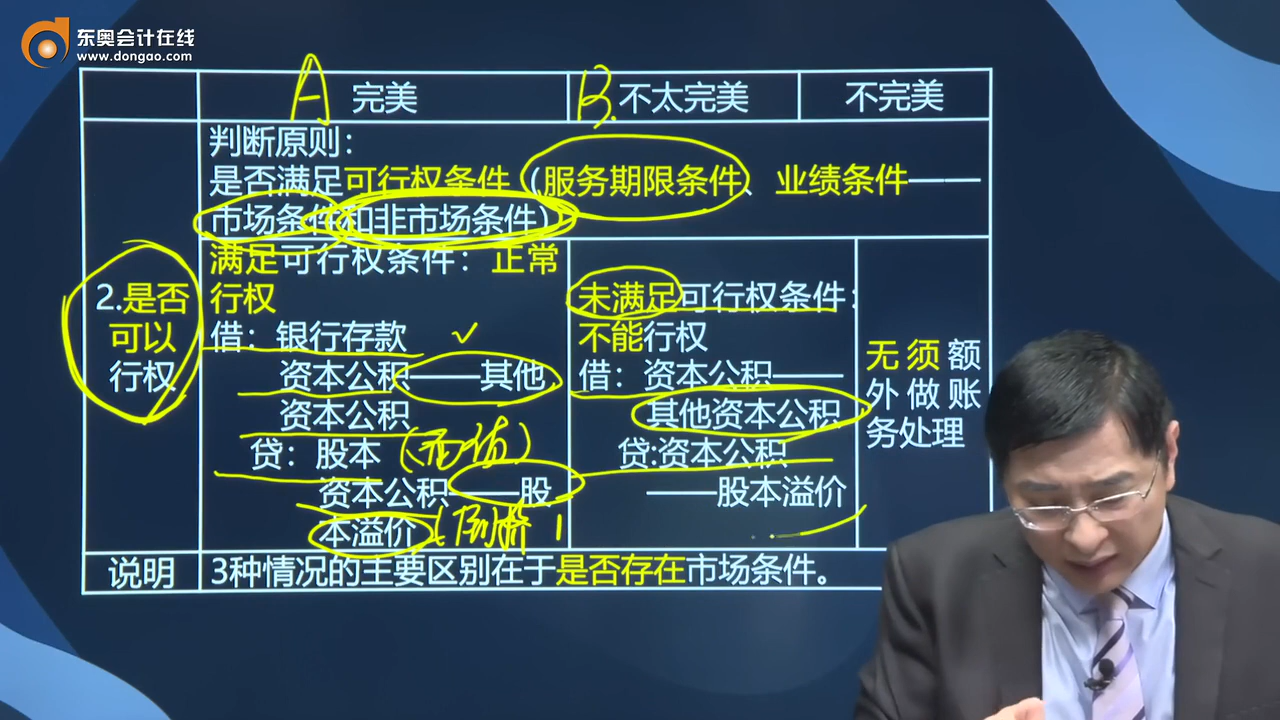 东奥会计在线
www.dongao.com
A 完美
B. 不太完美
不完美
判断原则：
是否满足可行权条件（服务期限条件、业绩条件——
市场条件和非市场条件）
2.是否
可以
行权
满足可行权条件：正常
行权
借：银行存款
资本公积——其他
资本公积
贷：股本（面值）
资本公积——股
本溢价
未满足可行权条件：
不能行权
借：资本公积——
其他资本公积
贷:资本公积
——股本溢价
无须额
外做账
务处理
说明
3种情况的主要区别在于是否存在市场条件。